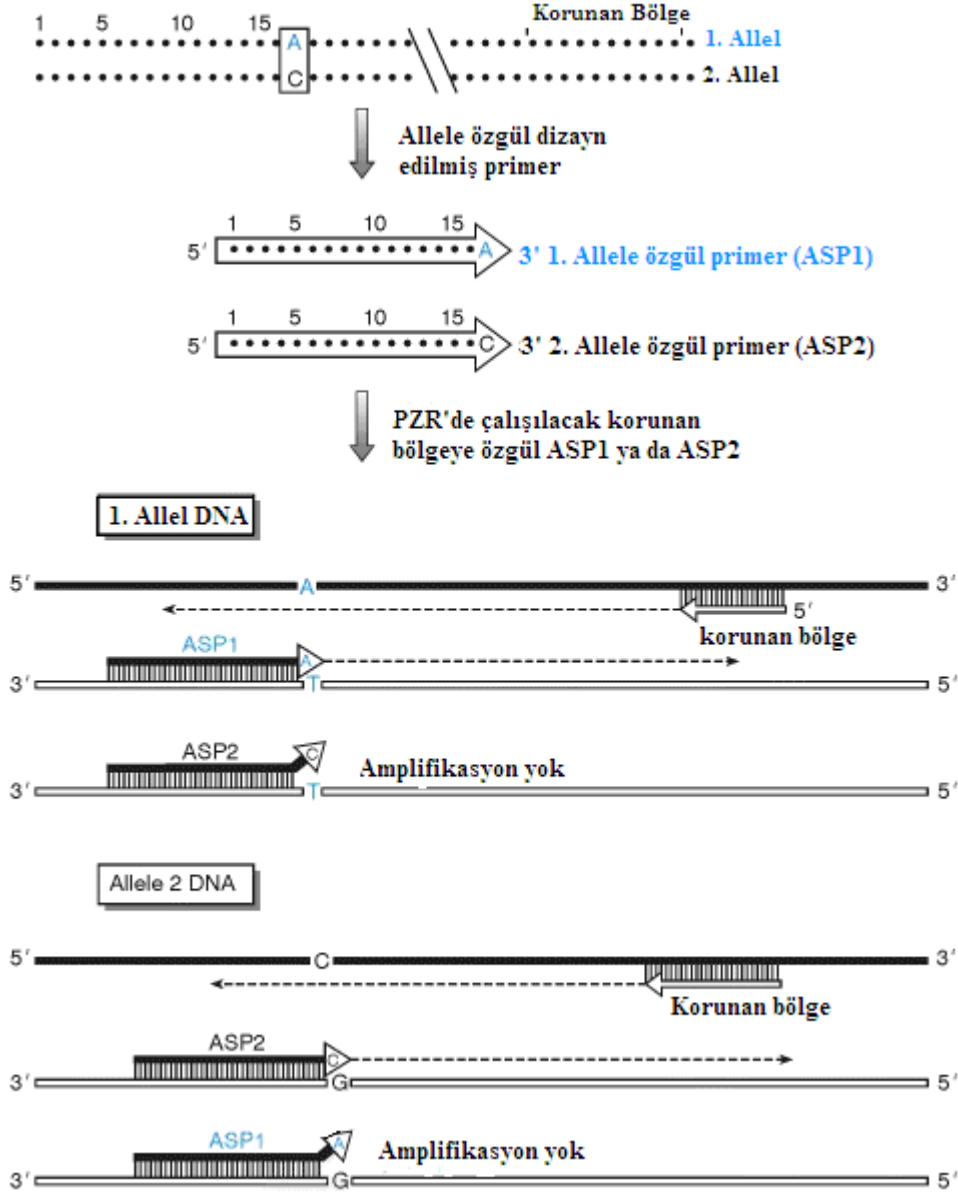 Korunan Bölge
1 5 10 15
A 1. Allel
C 2. Allel
Allele özgül dizayn
edilmiş primer
1 5 10 15
5' A 3' 1. Allele özgül primer (ASP1)
1 5 10 15
5' C 3' 2. Allele özgül primer (ASP2)
PZR'de çalışılacak korunan
bölgeye özgül ASP1 ya da ASP2
1. Allel DNA
5' A 3'
5'
korunan bölge
ASP1
A
3' T 5'
ASP2
C
Amplifikasyon yok
3' T 5'
Allele 2 DNA
5' C 3'
Korunan bölge
ASP2
C
3' G 5'
ASP1
A
Amplifikasyon yok
3' G 5'